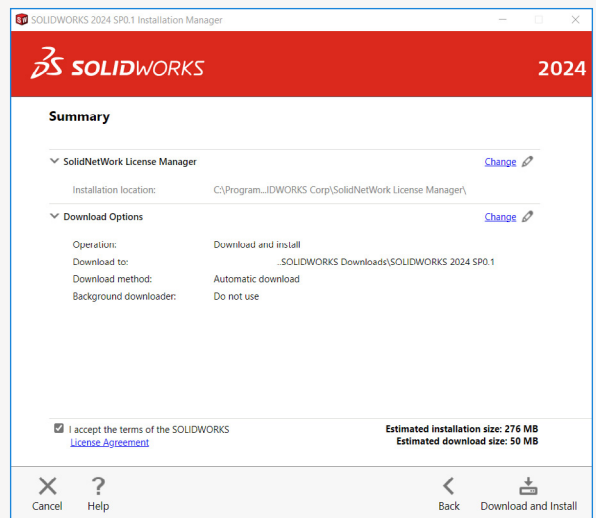 SOLIDWORKS 2024 SP0.1 Installation Manager
SOLIDWORKS 2024
Summary
SolidNetWork License Manager Change
Installation location: C:\Program...IDWORKS Corp\SolidNetWork License Manager\
Download Options Change
Operation: Download and install
Download to: ..SOLIDWORKS Downloads\SOLIDWORKS 2024 SP0.1
Download method: Automatic download
Background downloader: Do not use
I accept the terms of the SOLIDWORKS Estimated installation size: 276 MB
License Agreement Estimated download size: 50 MB
Cancel Help Back Download and Install